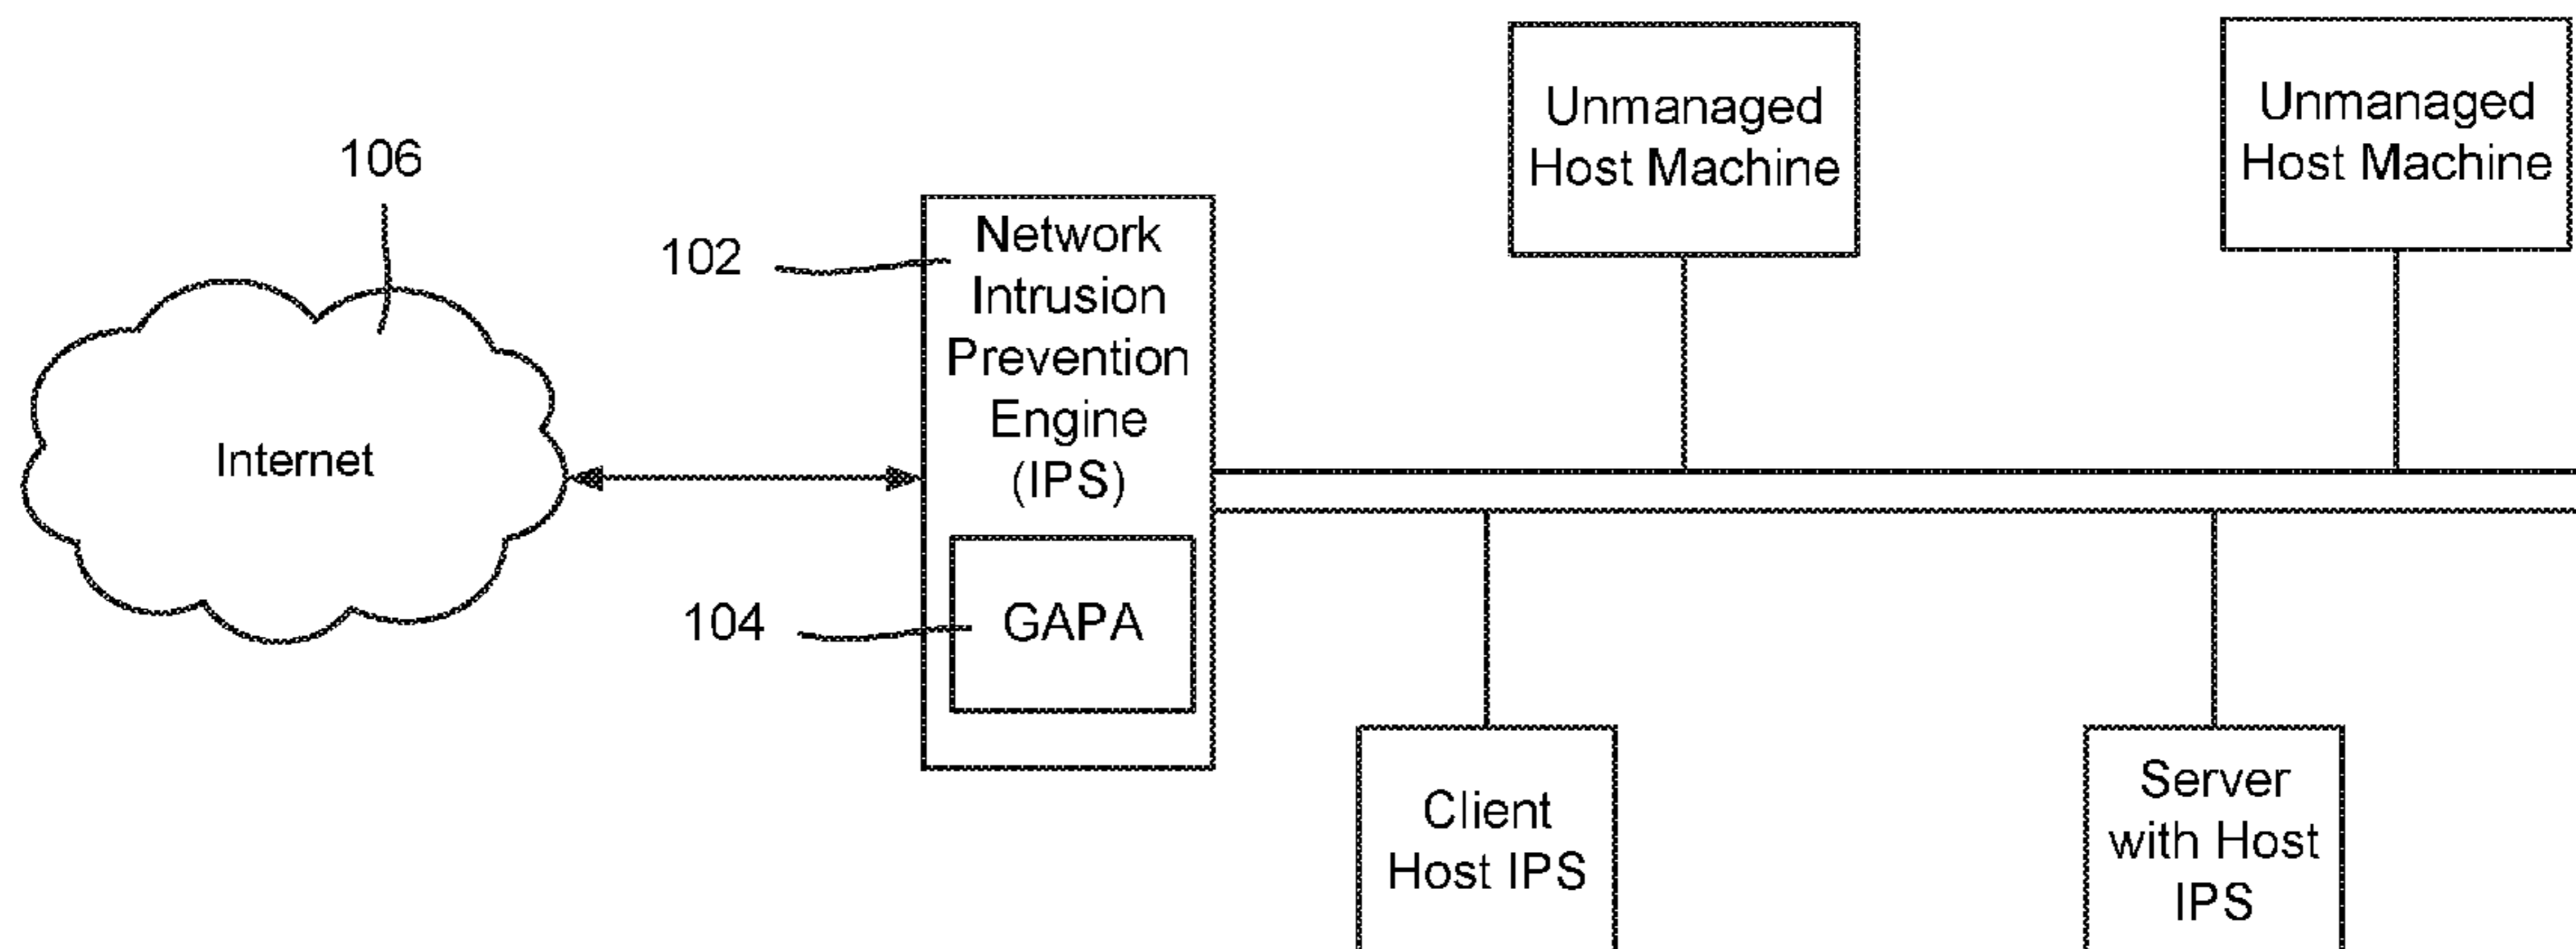 106
Internet
102
Network
Intrusion
Prevention
Engine
(IPS)
104
GAPA
Unmanaged
Host Machine
Unmanaged
Host Machine
Client
Host IPS
Server
with Host
IPS